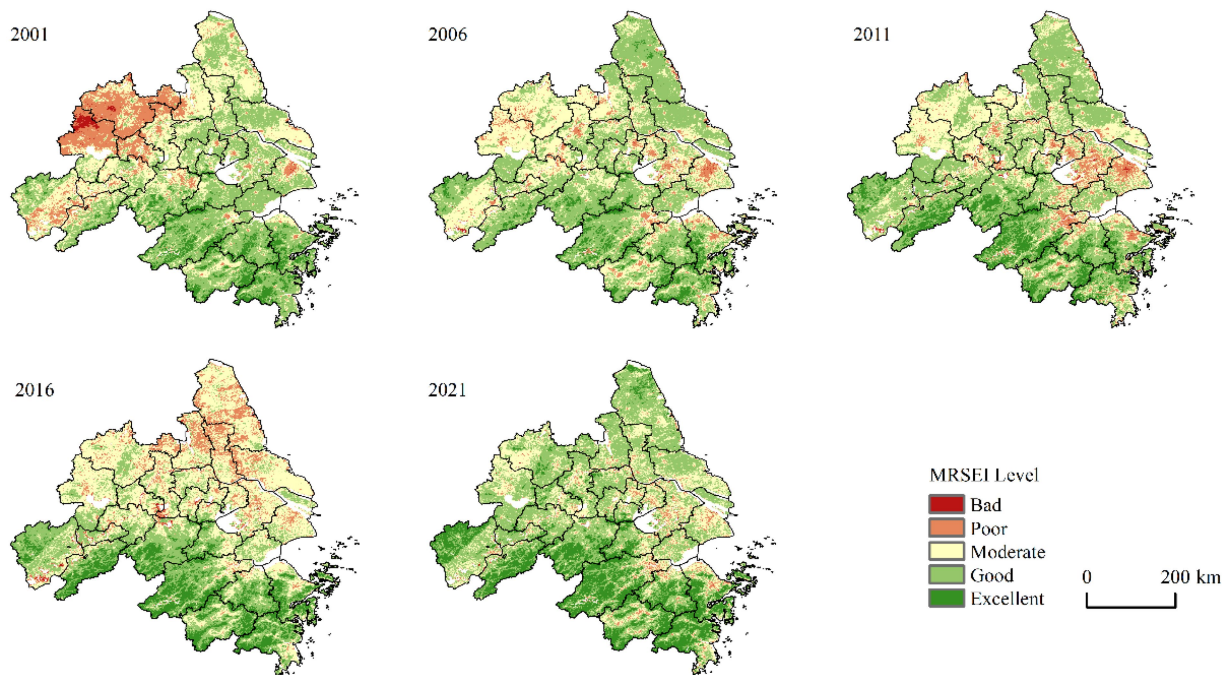 2001
2006
2011
2016
2021
MRSEI Level
Bad
Poor
Moderate
Good
Excellent
0 200 km